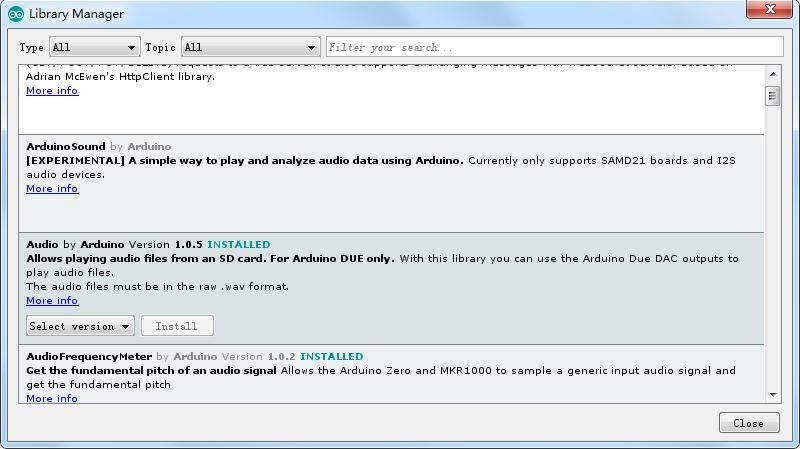 Library Manager
Type All Topic All Filter your search...
Adrian McEwen's HttpClient library.
More info
ArduinoSound by Arduino
[EXPERIMENTAL] A simple way to play and analyze audio data using Arduino. Currently only supports SAMD21 boards and I2S
audio devices.
More info
Audio by Arduino Version 1.0.5 INSTALLED
Allows playing audio files from an SD card. For Arduino DUE only. With this library you can use the Arduino Due DAC outputs to
play audio files.
The audio files must be in the raw .wav format.
More info
Select version Install
AudioFrequencyMeter by Arduino Version 1.0.2 INSTALLED
Get the fundamental pitch of an audio signal Allows the Arduino Zero and MKR1000 to sample a generic input audio signal and
get the fundamental pitch
More info
Close